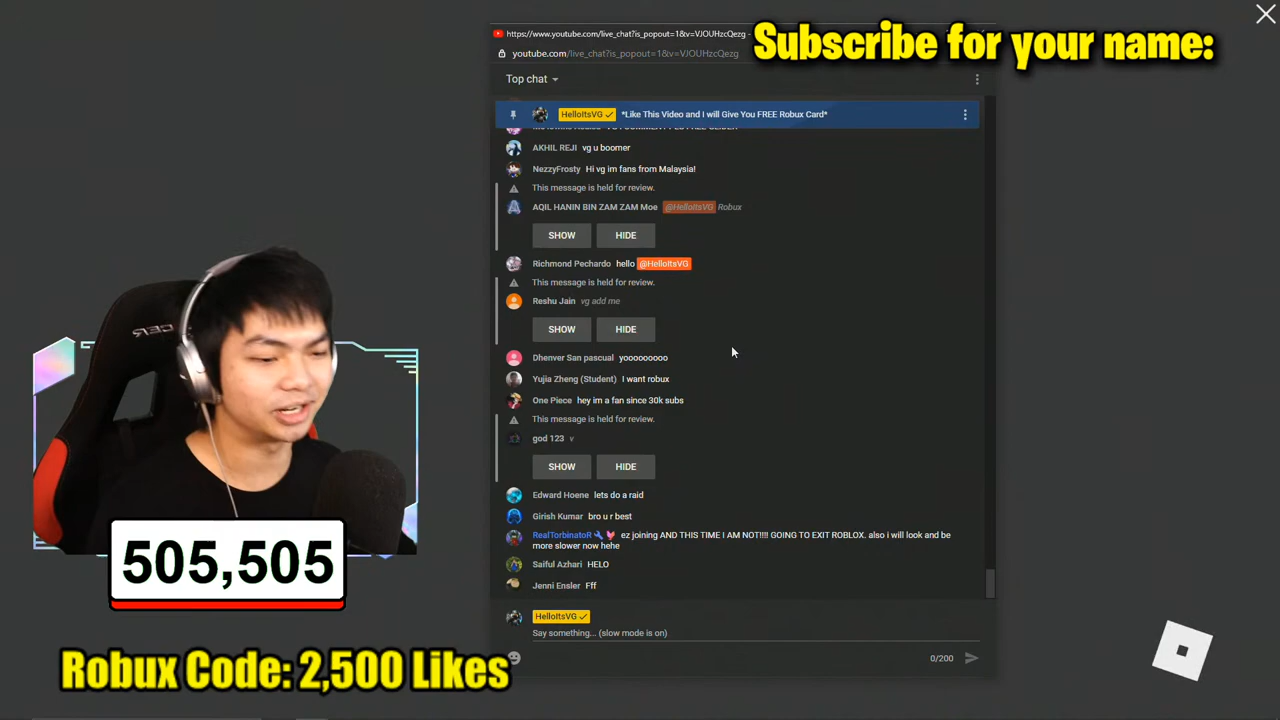 Subscribe for your name:
https://www.youtube.com/live_chat?is_popout=1&v=VJOUHzcQezg -
youtube.com/live_chat?is_popout=1&v=VJOUHzcQezg
Top chat
HelloItsVG *Like This Video and I will Give You FREE Robux Card*
AKHIL REJI vg u boomer
NezzyFrosty Hi vg im fans from Malaysia!
This message is held for review.
AQIL HANIN BIN ZAM ZAM Moe @HelloItsVG Robux
SHOW HIDE
Richmond Pechardo hello @HelloItsVG
This message is held for review.
Reshu Jain vg add me
SHOW HIDE
Dhenver San pascual yooooooooo
Yujia Zheng (Student) I want robux
One Piece hey im a fan since 30k subs
This message is held for review.
god 123 v
SHOW HIDE
Edward Hoene lets do a raid
Girish Kumar bro u r best
RealTorbinatoR ez joining AND THIS TIME I AM NOT!!!! GOING TO EXIT ROBLOX. also i will look and be
more slower now hehe
Saiful Azhari HELO
Jenni Ensler Fff
HelloItsVG
Say something... (slow mode is on)
0/200
505,505
Robux Code: 2,500 Likes